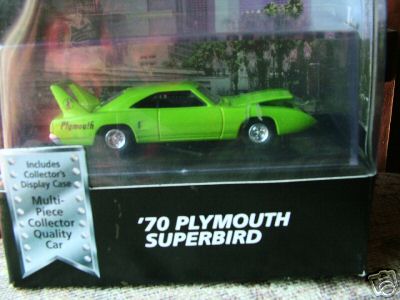 Plymouth
Includes
Collector's
Display Case
Multi-
Piece
Collector
Quality
Car
'70 PLYMOUTH
SUPERBIRD